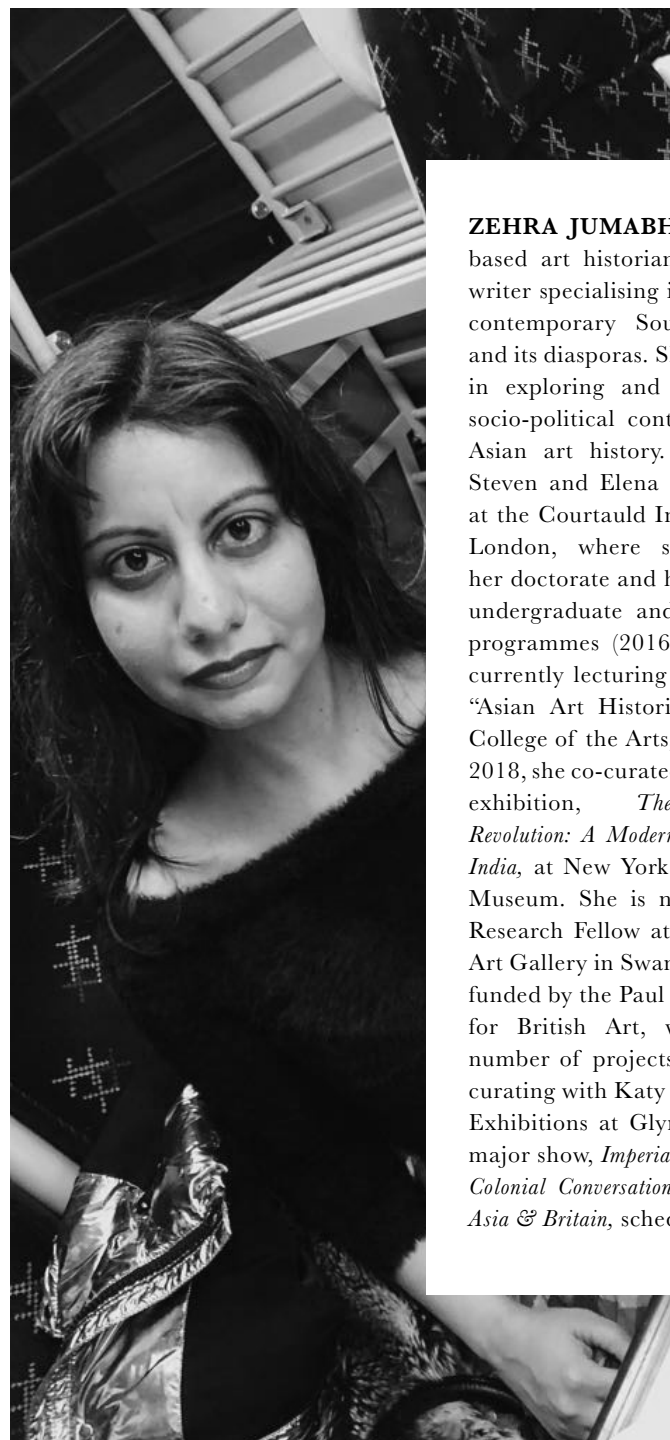 ZEHRA JUMABH
based art historian
writer specialising i
contemporary Sou
and its diasporas. S
in exploring and
socio-political cont
Asian art history.
Steven and Elena
at the Courtauld In
London, where s
her doctorate and h
undergraduate and
programmes (2016
currently lecturing
“Asian Art Histori
College of the Arts
2018, she co-curate
exhibition, The
Revolution: A Modern
India, at New York
Museum. She is n
Research Fellow at
Art Gallery in Swan
funded by the Paul
for British Art, w
number of projects
curating with Katy
Exhibitions at Glyn
major show, Imperia
Colonial Conversation
Asia & Britain, sched